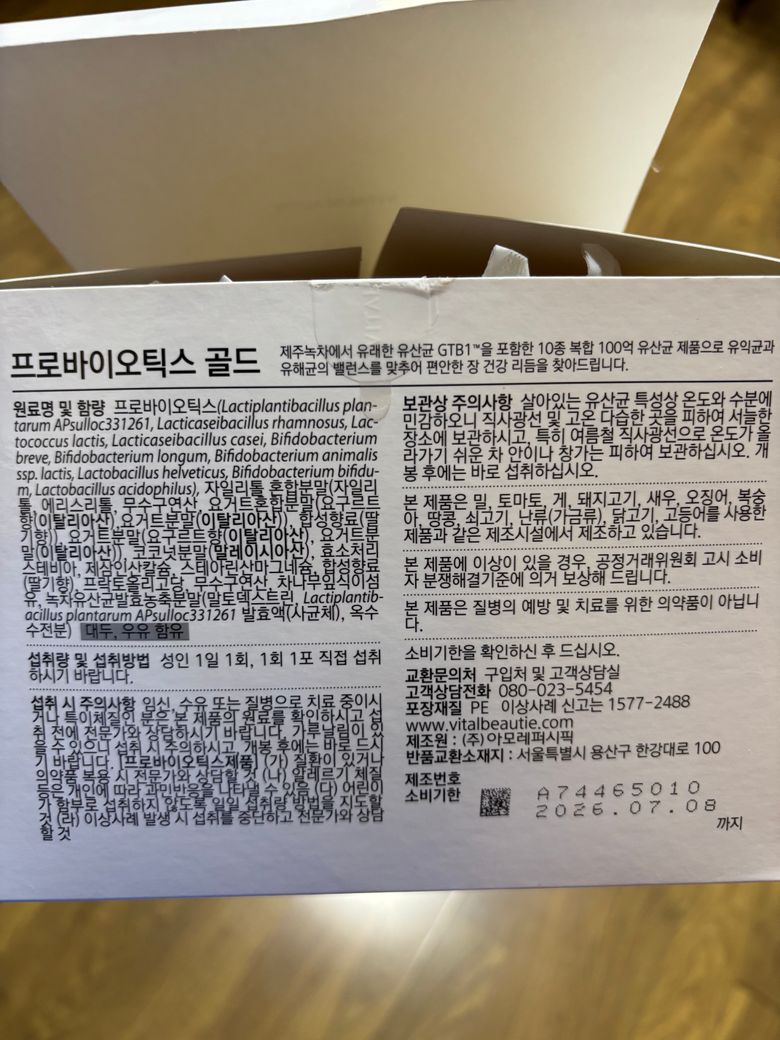 프로바이오틱스 골드
제주녹차에서 유래한 유산균 GTB1™을 포함한 10종 복합 100억 유산균 제품으로 유익균과
유해균의 밸런스를 맞추어 편안한 장 건강 리듬을 찾아드립니다.
원료명 및 함량 프로바이오틱스(Lactiplantibacillus plan-
tarum APsulloc331261, Lacticaseibacillus rhamnosus, Lac-
tococcus lactis, Lacticaseibacillus casei, Bifidobacterium
breve, Bifidobacterium longum, Bifidobacterium animalis
ssp. lactis, Lactobacillus helveticus, Bifidobacterium bifidu-
m, Lactobacillus acidophilus), 자일리톨 혼합분말(자일리
톨, 에리스리톨, 무수구연산, 요거트혼합분말(요구르트
향(이탈리아산), 요거트분말(이탈리아산)), 합성향료(딸
기향)), 요거트분말(요구르트향(이탈리아산), 요거트분
말(이탈리아산)), 코코넛분말(말레이시아산), 효소처리
스테비아, 제삼인산칼슘, 스테아린산마그네슘, 합성향료
(딸기향), 프락토올리고당, 무수구연산, 차나무잎식이섬
유, 녹차유산균발효농축분말(말토덱스트린, Lactiplantib-
acillus plantarum APsulloc331261 발효액(사균체), 옥수
수전분) 대두, 우유 함유
섭취량 및 섭취방법 성인 1일 1회, 1회 1포 직접 섭취
하시기 바랍니다.
섭취 시 주의사항 임신, 수유 또는 질병으로 치료 중이시
거나 특이체질인 분은 본 제품의 원료를 확인하시고 섭
취 전에 전문가와 상담하시기 바랍니다. 가루날림이 있
을 수 있으니 섭취 시 주의하시고, 개봉 후에는 바로 드시
기 바랍니다. [프로바이오틱스제품] (가) 질환이 있거나
의약품 복용 시 전문가와 상담할 것 (나) 알레르기 체질
등은 개인에 따라 과민반응을 나타낼 수 있음 (다) 어린이
가 함부로 섭취하지 않도록 일일 섭취량 방법을 지도할
것 (라) 이상사례 발생 시 섭취를 중단하고 전문가와 상담
할 것
보관상 주의사항 살아있는 유산균 특성상 온도와 수분에
민감하오니 직사광선 및 고온 다습한 곳을 피하여 서늘한
장소에 보관하시고, 특히 여름철 직사광선으로 온도가 올
라가기 쉬운 차 안이나 창가는 피하여 보관하십시오. 개
봉 후에는 바로 섭취하십시오.
본 제품은 밀, 토마토, 게, 돼지고기, 새우, 오징어, 복숭
아, 땅콩, 쇠고기, 난류(가금류), 닭고기, 고등어를 사용한
제품과 같은 제조시설에서 제조하고 있습니다.
본 제품에 이상이 있을 경우, 공정거래위원회 고시 소비
자 분쟁해결기준에 의거 보상해 드립니다.
본 제품은 질병의 예방 및 치료를 위한 의약품이 아닙니
다.
소비기한을 확인하신 후 드십시오.
교환문의처 구입처 및 고객상담실
고객상담전화 080-023-5454
포장재질 PE 이상사례 신고는 1577-2488
www.vitalbeautie.com
제조원 : (주)아모레퍼시픽
반품교환소재지 : 서울특별시 용산구 한강대로 100
제조번호
소비기한
A74465010
2026.07.08
까지